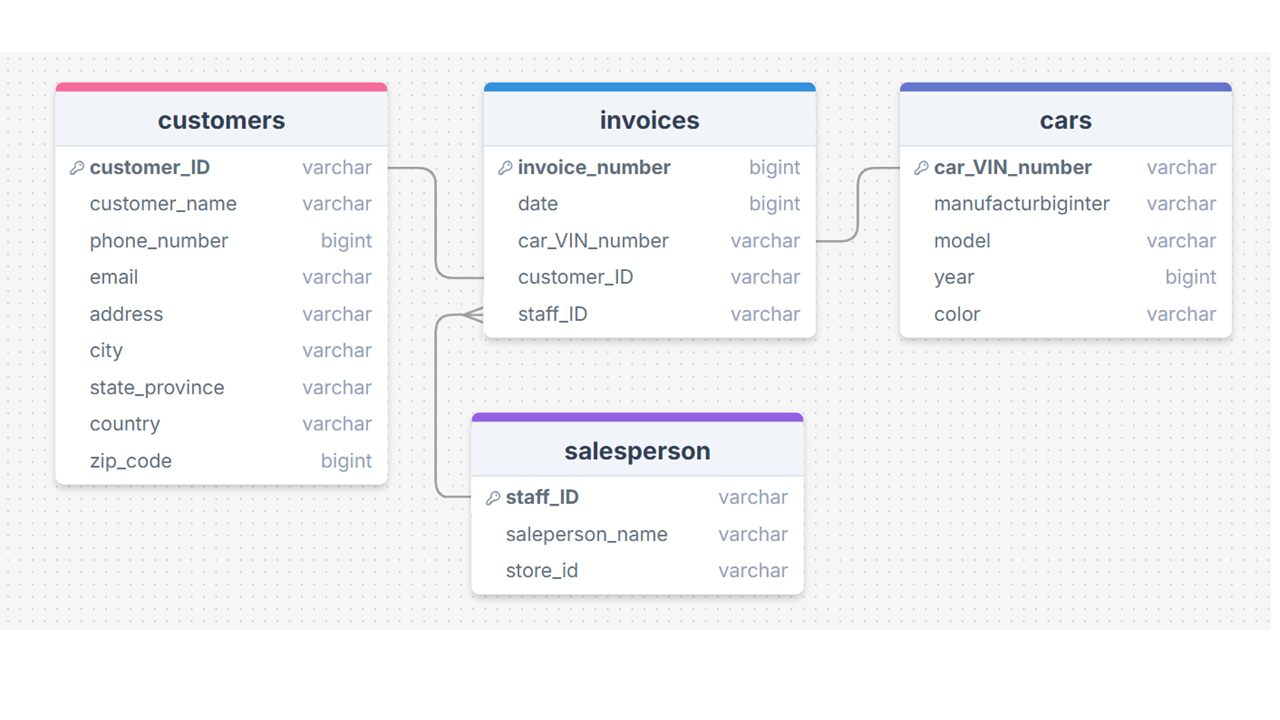 customers
customer_ID varchar
customer_name varchar
phone_number bigint
email varchar
address varchar
city varchar
state_province varchar
country varchar
zip_code bigint
invoices
invoice_number bigint
date bigint
car_VIN_number varchar
customer_ID varchar
staff_ID varchar
cars
car_VIN_number varchar
manufacturbiginter varchar
model varchar
year bigint
color varchar
salesperson
staff_ID varchar
saleperson_name varchar
store_id varchar